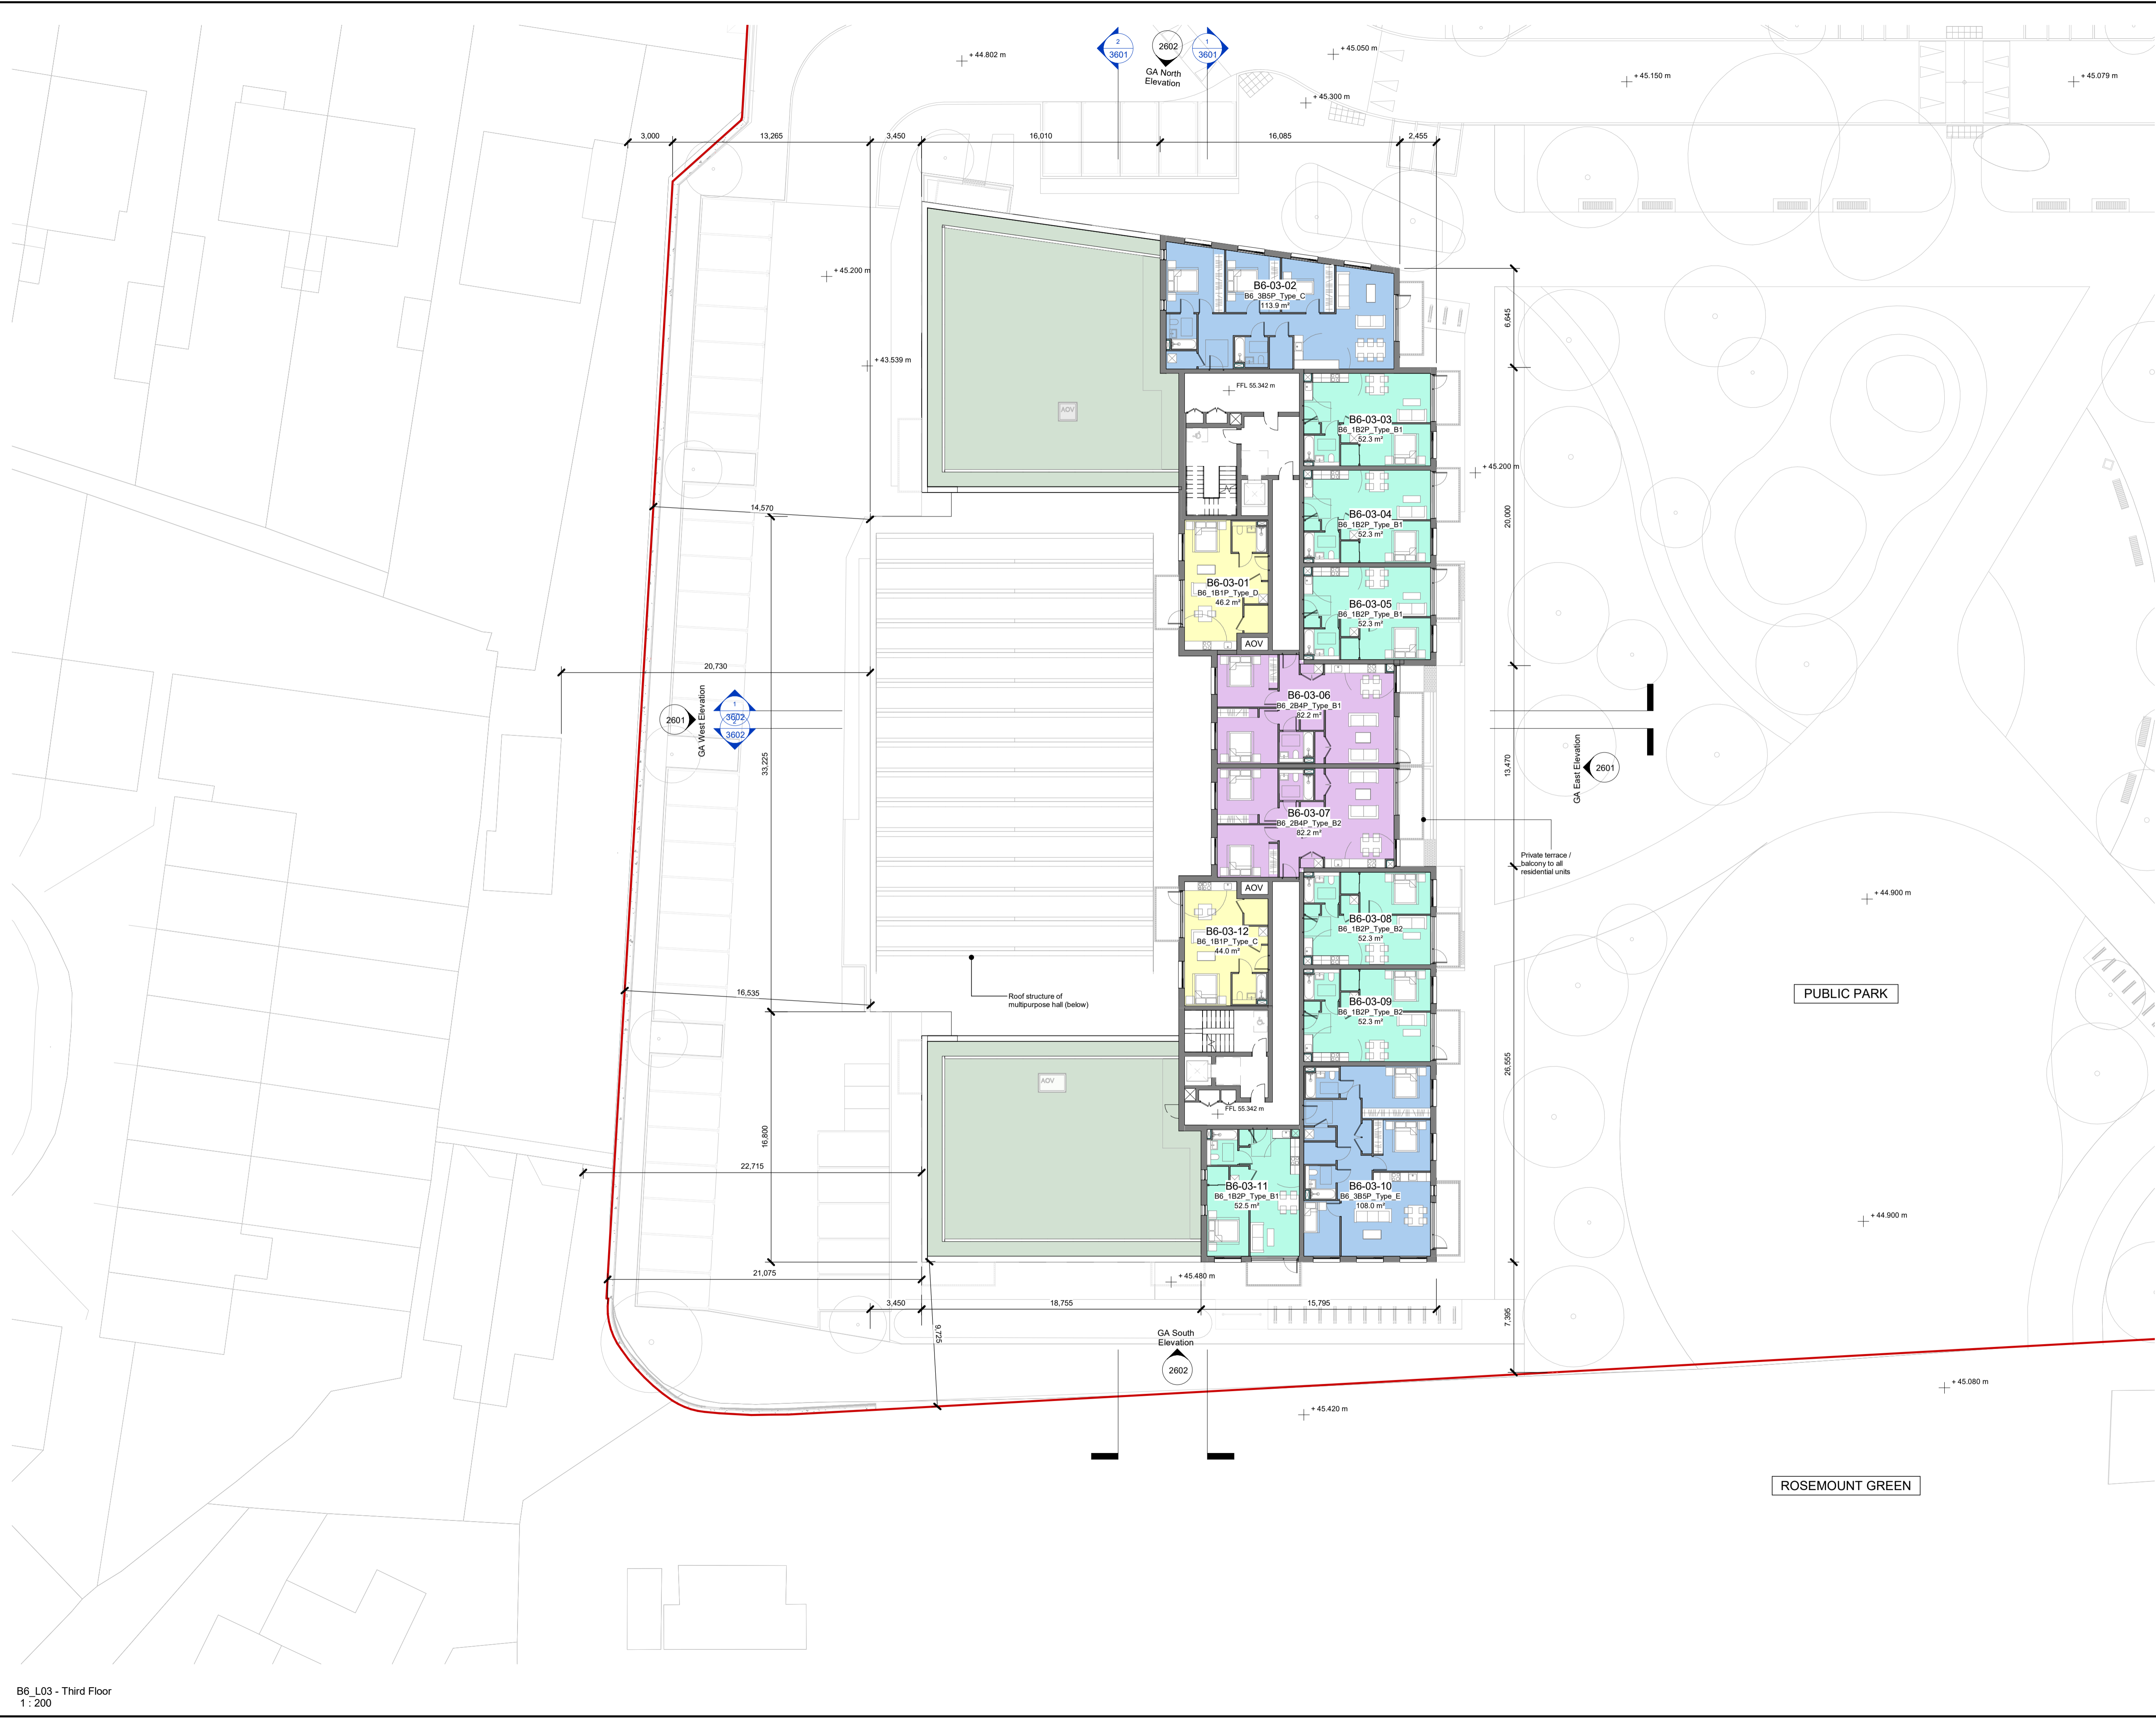 2
3601
2602
1
3601
GA North
Elevation
+ 44.802 m
+ 45.050 m
+ 45.150 m
+ 45.079 m
+ 45.300 m
3,000
13,265
3,450
16,010
16,085
2,455
+ 45.200 m
+ 43.539 m
B6-03-02
B6_3B5P_Type_C
113.9 m²
6,645
FFL 55.342 m
AOV
B6-03-03
B6_1B2P_Type_B1
52.3 m²
+ 45.200 m
14,570
B6-03-04
B6_1B2P_Type_B1
52.3 m²
20,000
B6-03-01
B6_1B1P_Type_D
46.2 m²
B6-03-05
B6_1B2P_Type_B1
52.3 m²
AOV
20,730
2601
GA West Elevation
1
3602
2
3602
33,225
B6-03-06
B6_2B4P_Type_B1
82.2 m²
B6-03-07
B6_2B4P_Type_B2
82.2 m²
13,470
GA East Elevation
2601
Private terrace /
balcony to all
residential units
AOV
B6-03-12
B6_1B1P_Type_C
44.0 m²
B6-03-08
B6_1B2P_Type_B2
52.3 m²
+ 44.900 m
16,535
Roof structure of
multipurpose hall (below)
B6-03-09
B6_1B2P_Type_B2
52.3 m²
PUBLIC PARK
26,555
AOV
FFL 55.342 m
16,800
22,715
B6-03-11
B6_1B2P_Type_B1
52.5 m²
B6-03-10
B6_3B5P_Type_E
108.0 m²
+ 44.900 m
21,075
+ 45.480 m
3,450
18,755
15,795
7,395
9,725
GA South
Elevation
2602
+ 45.080 m
+ 45.420 m
ROSEMOUNT GREEN
B6_L03 - Third Floor
1 : 200